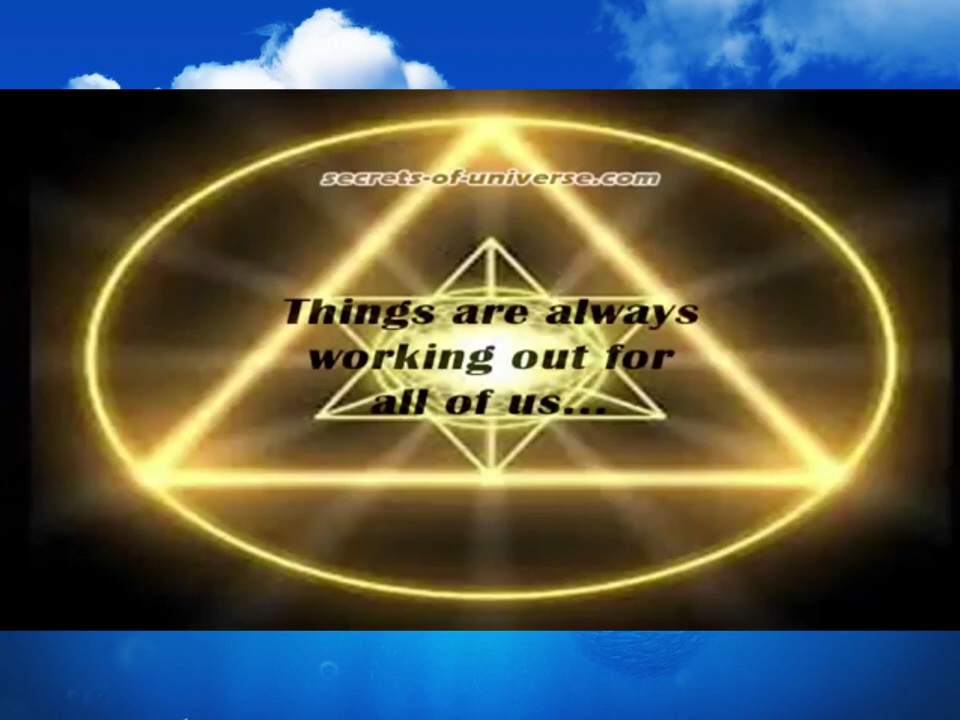 secrets-of-universe.com
Things are always
working out for
all of us...